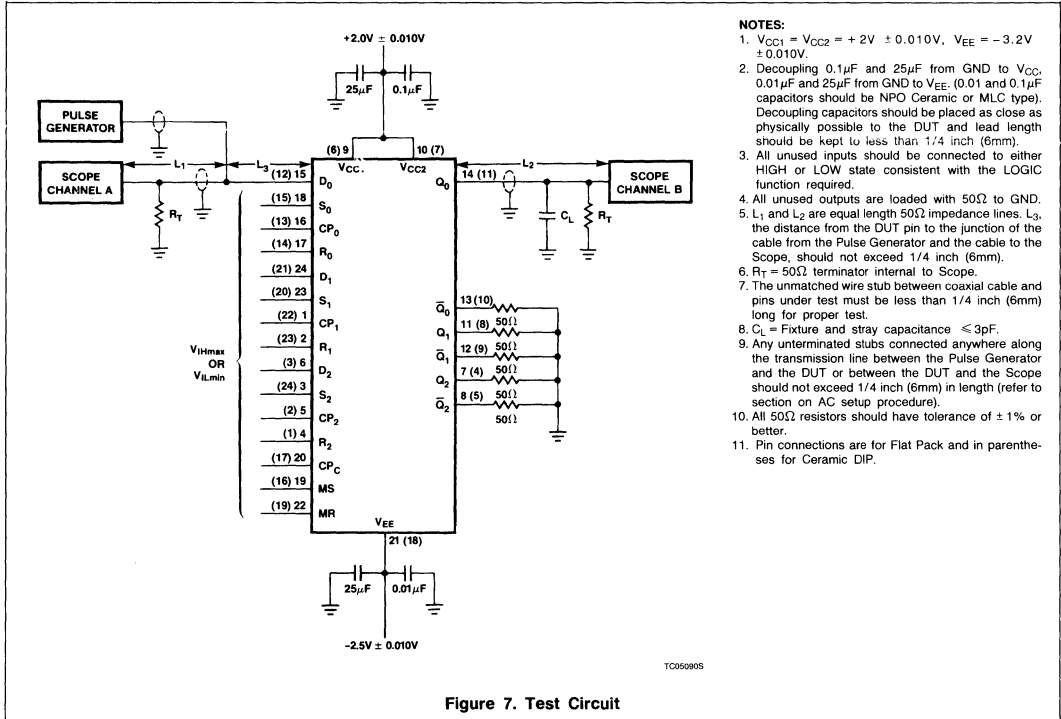 +2.0V ± 0.010V
25μF
0.1μF
PULSE
GENERATOR
SCOPE
CHANNEL A
L1
L3
RT
(6) 9
10 (7)
VCC.
VCC2
L2
SCOPE
CHANNEL B
14 (11)
Q0
CL
RT
(12) 15
D0
(15) 18
S0
(13) 16
CP0
(14) 17
R0
(21) 24
D1
(20) 23
S1
(22) 1
CP1
(23) 2
R1
(3) 6
D2
(24) 3
S2
(2) 5
CP2
(1) 4
R2
(17) 20
CPC
(16) 19
MS
(19) 22
MR
VIHmax
OR
VILmin
Q̅0
13 (10)
50Ω
Q1
11 (8)
50Ω
Q̅1
12 (9)
50Ω
Q2
7 (4)
50Ω
Q̅2
8 (5)
50Ω
VEE
21 (18)
25μF
0.01μF
−2.5V ± 0.010V
TC05090S
NOTES:
1. VCC1 = VCC2 = + 2V ± 0.010V, VEE = − 3.2V
± 0.010V.
2. Decoupling 0.1μF and 25μF from GND to VCC,
0.01μF and 25μF from GND to VEE. (0.01 and 0.1μF
capacitors should be NPO Ceramic or MLC type).
Decoupling capacitors should be placed as close as
physically possible to the DUT and lead length
should be kept to less than 1/4 inch (6mm).
3. All unused inputs should be connected to either
HIGH or LOW state consistent with the LOGIC
function required.
4. All unused outputs are loaded with 50Ω to GND.
5. L1 and L2 are equal length 50Ω impedance lines. L3,
the distance from the DUT pin to the junction of the
cable from the Pulse Generator and the cable to the
Scope, should not exceed 1/4 inch (6mm).
6. RT = 50Ω terminator internal to Scope.
7. The unmatched wire stub between coaxial cable and
pins under test must be less than 1/4 inch (6mm)
long for proper test.
8. CL = Fixture and stray capacitance ⩽ 3pF.
9. Any unterminated stubs connected anywhere along
the transmission line between the Pulse Generator
and the DUT or between the DUT and the Scope
should not exceed 1/4 inch (6mm) in length (refer to
section on AC setup procedure).
10. All 50Ω resistors should have tolerance of ± 1% or
better.
11. Pin connections are for Flat Pack and in parenthe-
ses for Ceramic DIP.
Figure 7. Test Circuit